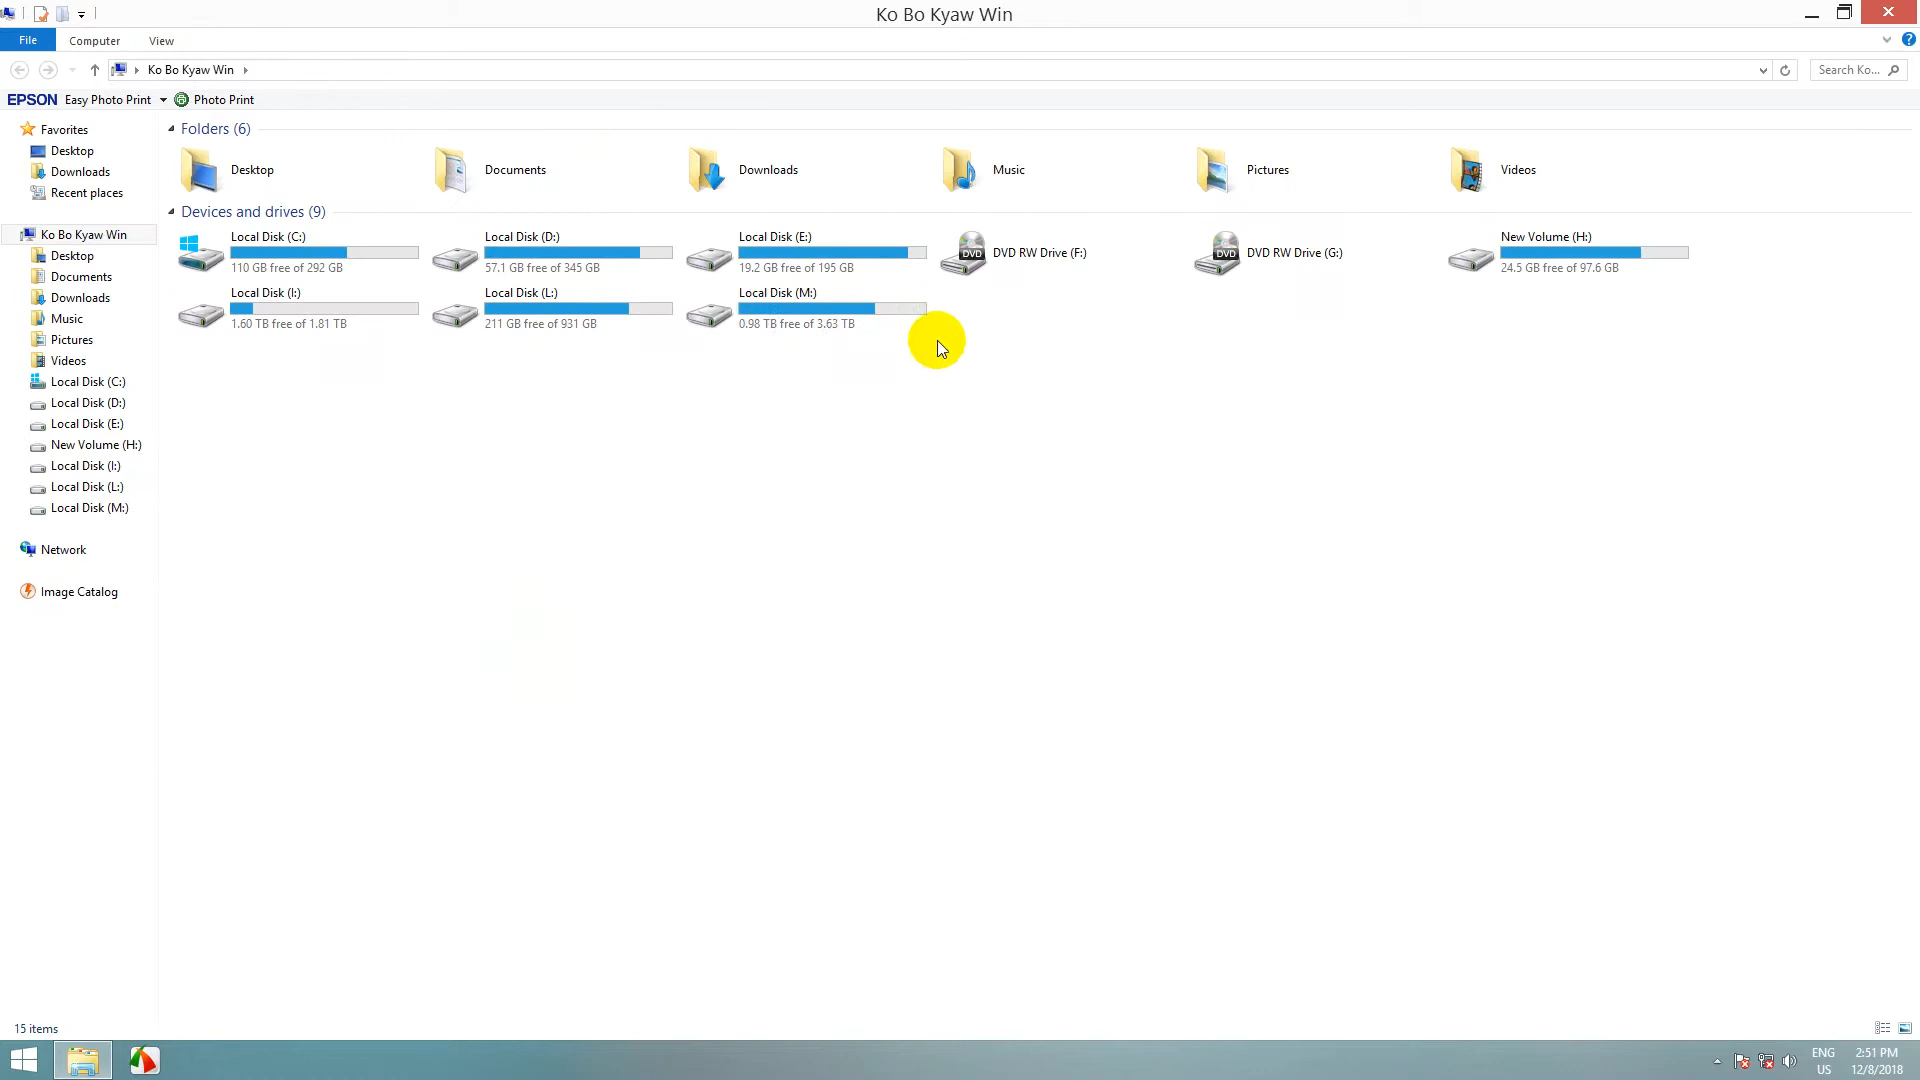 Ko Bo Kyaw Win
File Computer View
Ko Bo Kyaw Win
Search Ko...
EPSON Easy Photo Print Photo Print
Favorites
Desktop
Downloads
Recent places
Ko Bo Kyaw Win
Desktop
Documents
Downloads
Music
Pictures
Videos
Local Disk (C:)
Local Disk (D:)
Local Disk (E:)
New Volume (H:)
Local Disk (I:)
Local Disk (L:)
Local Disk (M:)
Network
Image Catalog
Folders (6)
Desktop
Documents
Downloads
Music
Pictures
Videos
Devices and drives (9)
Local Disk (C:)
110 GB free of 292 GB
Local Disk (D:)
57.1 GB free of 345 GB
Local Disk (E:)
19.2 GB free of 195 GB
DVD
DVD RW Drive (F:)
DVD
DVD RW Drive (G:)
New Volume (H:)
24.5 GB free of 97.6 GB
Local Disk (I:)
1.60 TB free of 1.81 TB
Local Disk (L:)
211 GB free of 931 GB
Local Disk (M:)
0.98 TB free of 3.63 TB
15 items
ENG
US
2:51 PM
12/8/2018